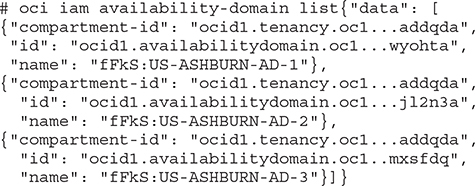 # oci iam availability-domain list{"data": [
{"compartment-id": "ocid1.tenancy.oc1...addqda",
"id": "ocid1.availabilitydomain.oc1...wyohta",
"name": "fFkS:US-ASHBURN-AD-1"},
{"compartment-id": "ocid1.tenancy.oc1...addqda",
"id": "ocid1.availabilitydomain.oc1...jl2n3a",
"name": "fFkS:US-ASHBURN-AD-2"},
{"compartment-id": "ocid1.tenancy.oc1...addqda",
"id": "ocid1.availabilitydomain.oc1...mxsfdq",
"name": "fFkS:US-ASHBURN-AD-3"}]}